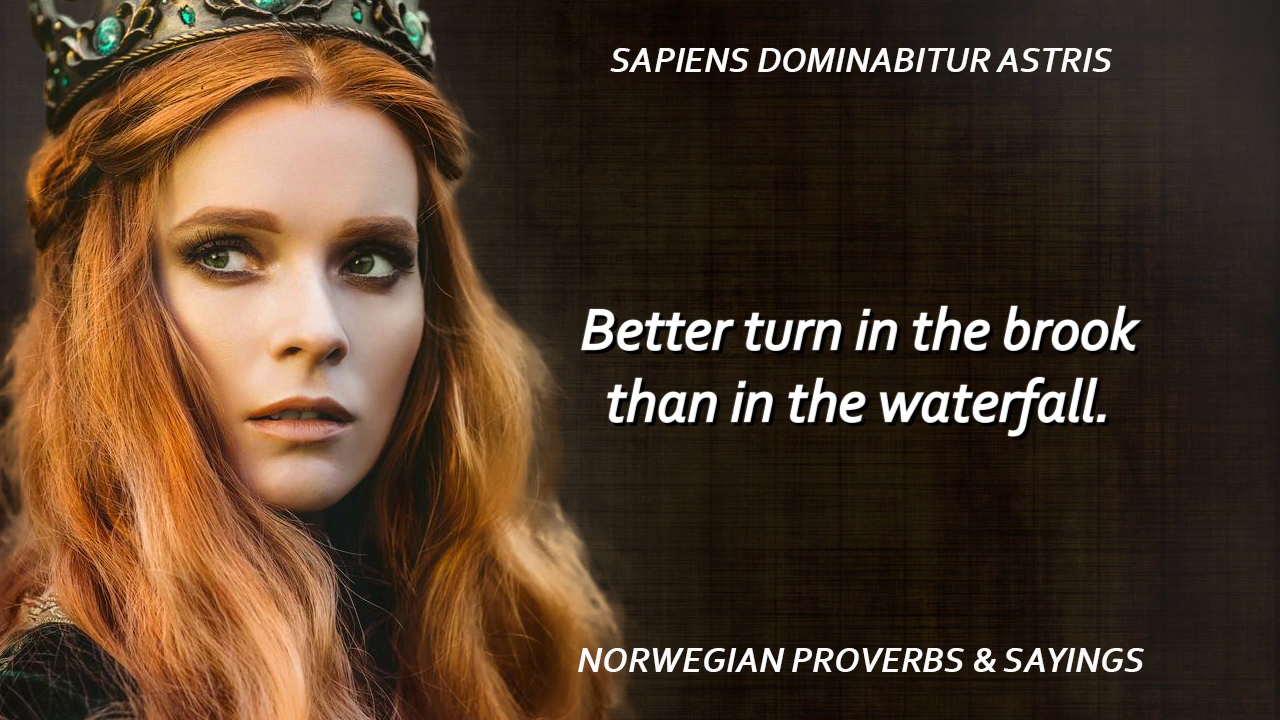 SAPIENS DOMINABITUR ASTRIS
Better turn in the brook
than in the waterfall.
NORWEGIAN PROVERBS & SAYINGS